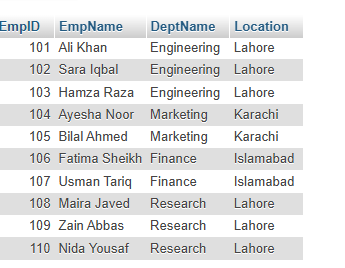 EmpID EmpName DeptName Location
101 Ali Khan Engineering Lahore
102 Sara Iqbal Engineering Lahore
103 Hamza Raza Engineering Lahore
104 Ayesha Noor Marketing Karachi
105 Bilal Ahmed Marketing Karachi
106 Fatima Sheikh Finance Islamabad
107 Usman Tariq Finance Islamabad
108 Maira Javed Research Lahore
109 Zain Abbas Research Lahore
110 Nida Yousaf Research Lahore